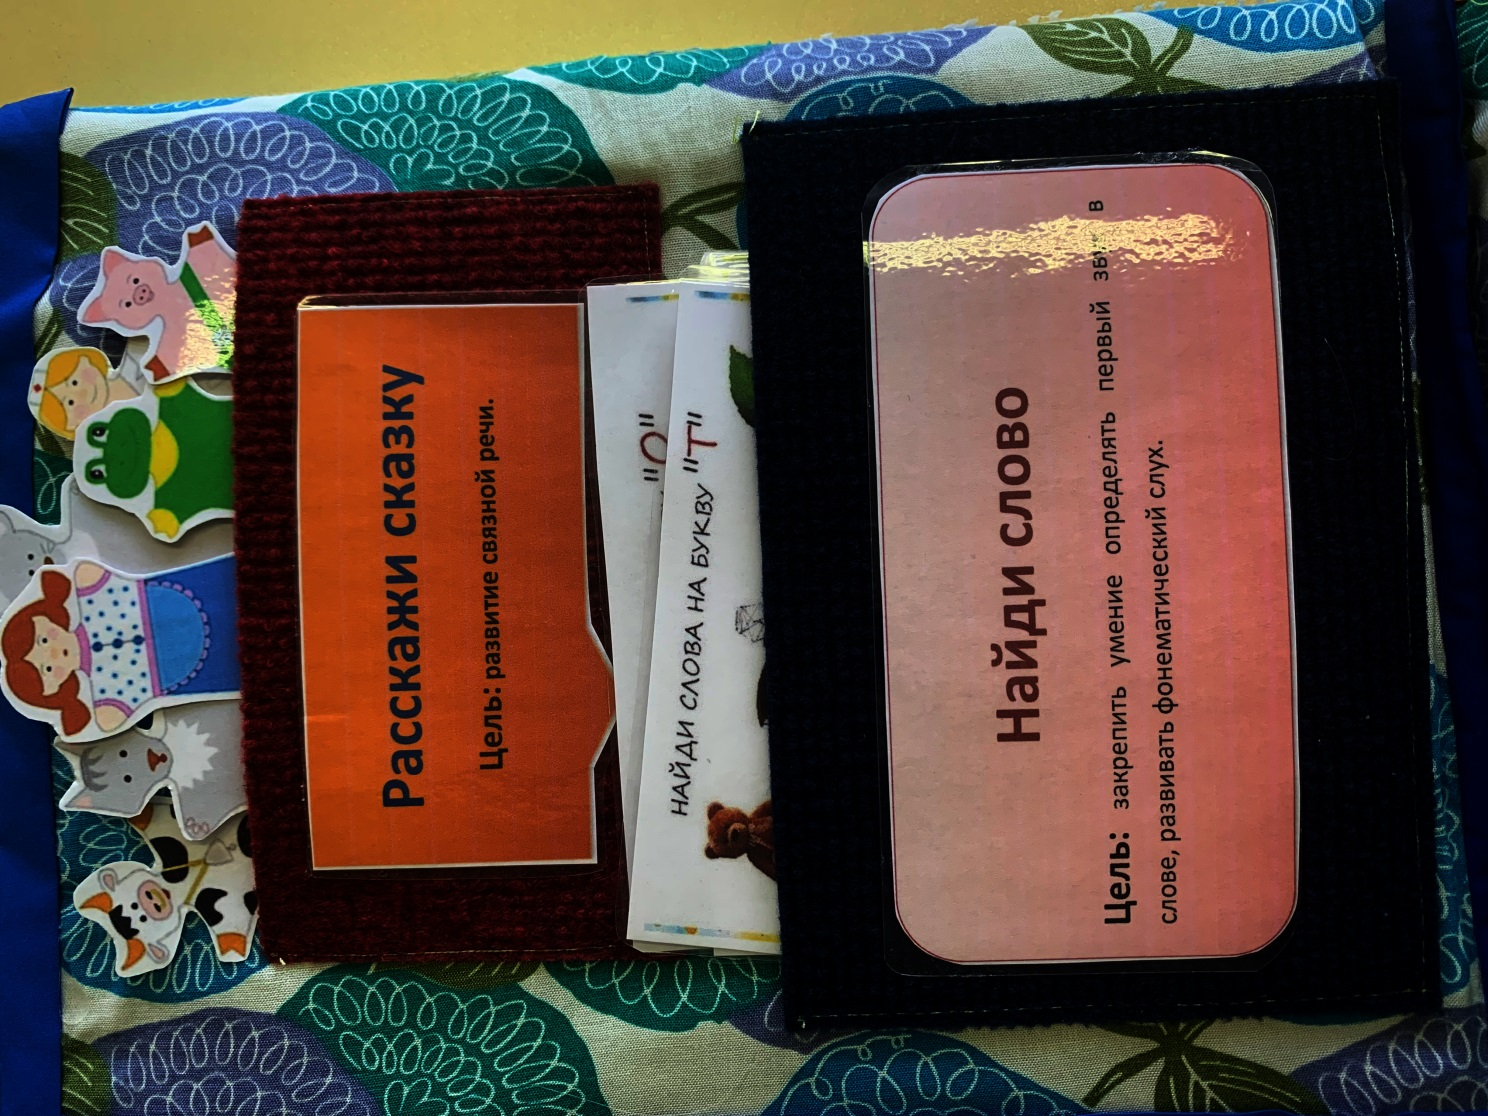 Расскажи сказку
Цель: развитие связной речи.
"О"
НАЙДИ СЛОВА НА БУКВУ "Т"
Найди слово
Цель: закрепить умение определять первый звук в
слове, развивать фонематический слух.